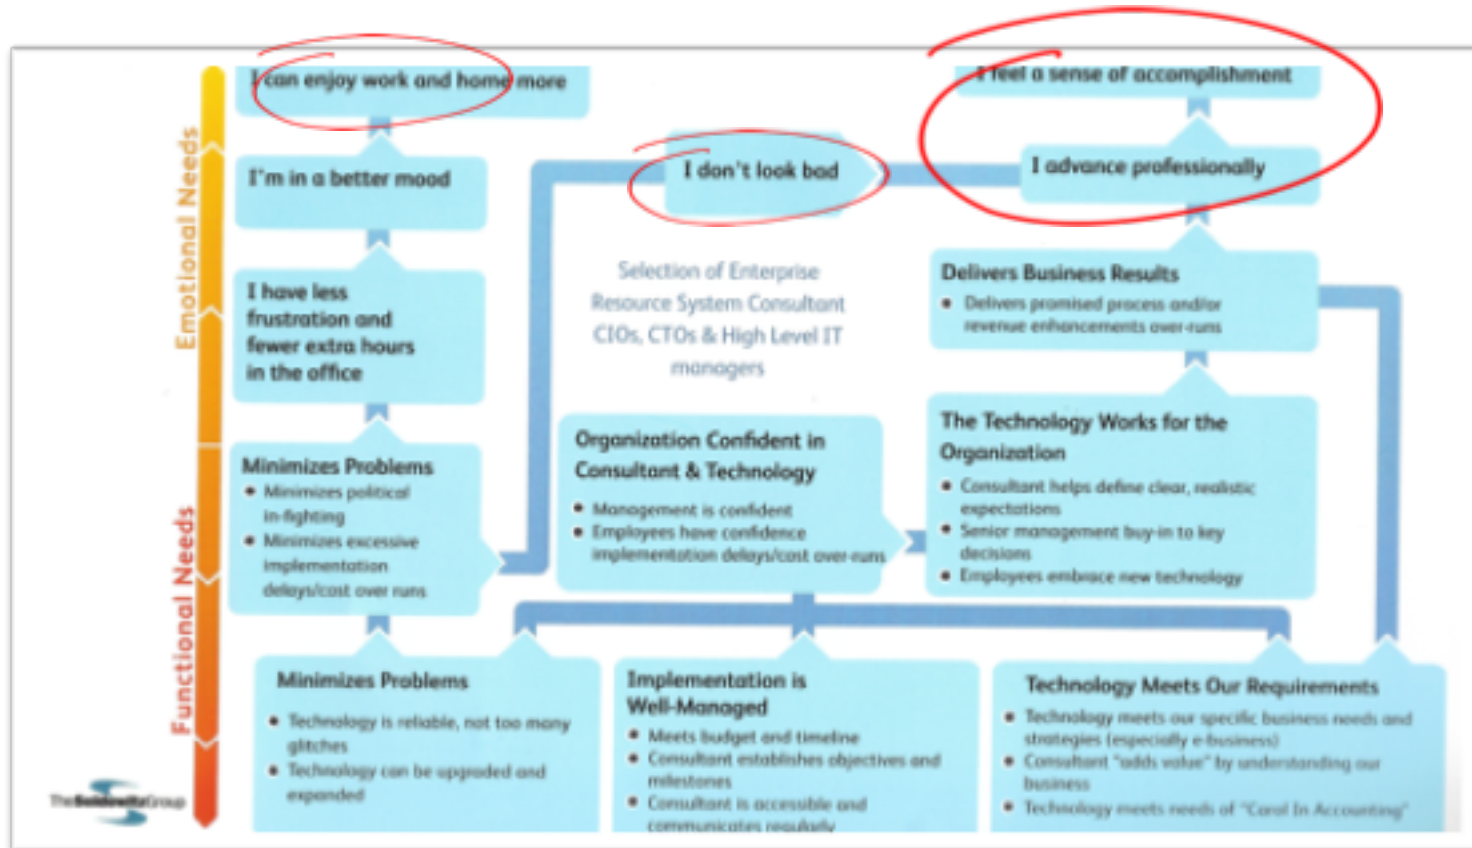 Emotional Needs
Functional Needs
I can enjoy work and home more
I'm in a better mood
I have less
frustration and
fewer extra hours
in the office
Minimizes Problems
• Minimizes political
in-fighting
• Minimizes excessive
implementation
delays/cost over runs
I don't look bad
Selection of Enterprise
Resource System Consultant
CIOs, CTOs & High Level IT
managers
I feel a sense of accomplishment
I advance professionally
Delivers Business Results
• Delivers promised process and/or
revenue enhancements over-runs
Organization Confident in
Consultant & Technology
• Management is confident
• Employees have confidence
implementation delays/cost over-runs
The Technology Works for the
Organization
• Consultant helps define clear, realistic
expectations
• Senior management buy-in to key
decisions
• Employees embrace new technology
Minimizes Problems
• Technology is reliable, not too many
glitches
• Technology can be upgraded and
expanded
Implementation is
Well-Managed
• Meets budget and timeline
• Consultant establishes objectives and
milestones
• Consultant is accessible and
communicates regularly
Technology Meets Our Requirements
• Technology meets our specific business needs and
strategies (especially e-business)
• Consultant "adds value" by understanding our
business
• Technology meets needs of "Carol In Accounting"
The Group